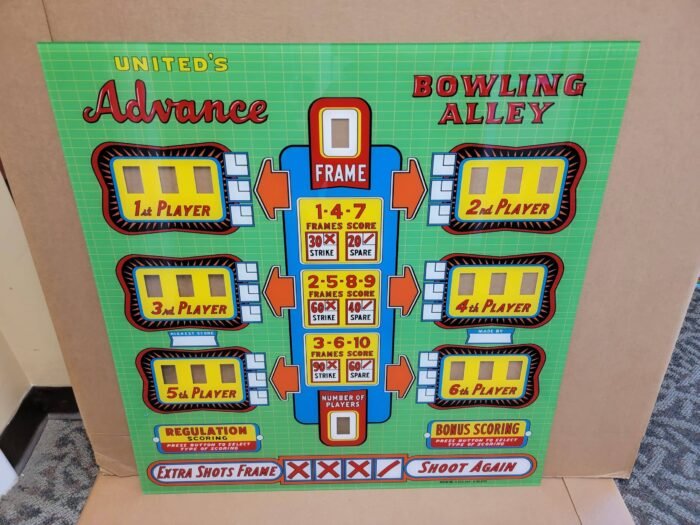 UNITED'S
Advance
BOWLING
ALLEY
FRAME
1st PLAYER
2nd PLAYER
1-4-7
FRAMES SCORE
30 X 20 /
STRIKE SPARE
3rd PLAYER
4th PLAYER
2-5-8-9
FRAMES SCORE
60 X 40 /
STRIKE SPARE
HIGHEST SCORE
MADE BY
3-6-10
FRAMES SCORE
90 X 60 /
STRIKE SPARE
5th PLAYER
6th PLAYER
NUMBER OF
PLAYERS
REGULATION
SCORING
PRESS BUTTON TO SELECT
TYPE OF SCORING
BONUS SCORING
PRESS BUTTON TO SELECT
TYPE OF SCORING
EXTRA SHOTS FRAME X X X / SHOOT AGAIN